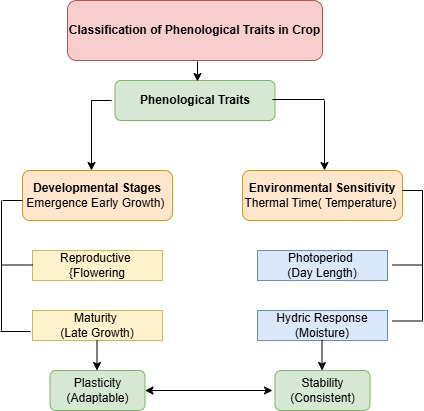 Classification of Phenological Traits in Crop
Phenological Traits
Developmental Stages
Emergence Early Growth)
Environmental Sensitivity
Thermal Time( Temperature)
Reproductive
{Flowering
Photoperiod
(Day Length)
Maturity
(Late Growth)
Hydric Response
(Moisture)
Plasticity
(Adaptable)
Stability
(Consistent)